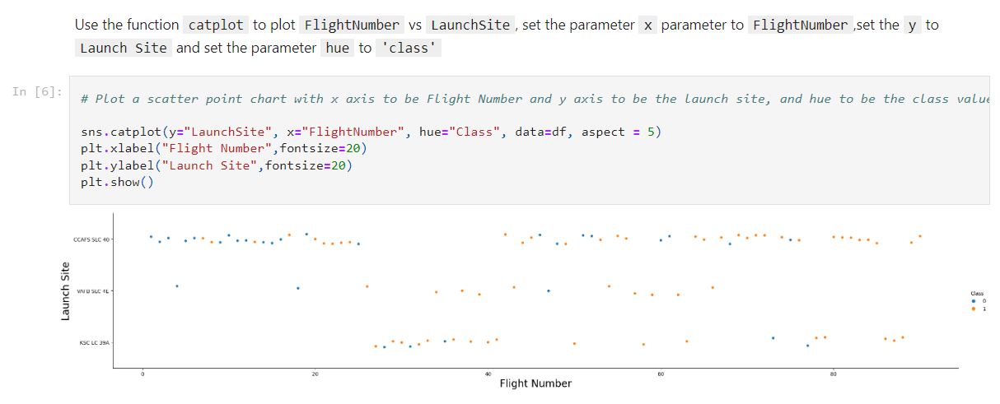 Use the function catplot to plot FlightNumber vs LaunchSite , set the parameter x parameter to FlightNumber ,set the y to
Launch Site and set the parameter hue to 'class'
In [6]:
# Plot a scatter point chart with x axis to be Flight Number and y axis to be the launch site, and hue to be the class value
sns.catplot(y="LaunchSite", x="FlightNumber", hue="Class", data=df, aspect = 5)
plt.xlabel("Flight Number",fontsize=20)
plt.ylabel("Launch Site",fontsize=20)
plt.show()
CCAFS SLC 40
VAFB SLC 4E
KSC LC 39A
Launch Site
0 20 40 60 80
Flight Number
Class
0
1